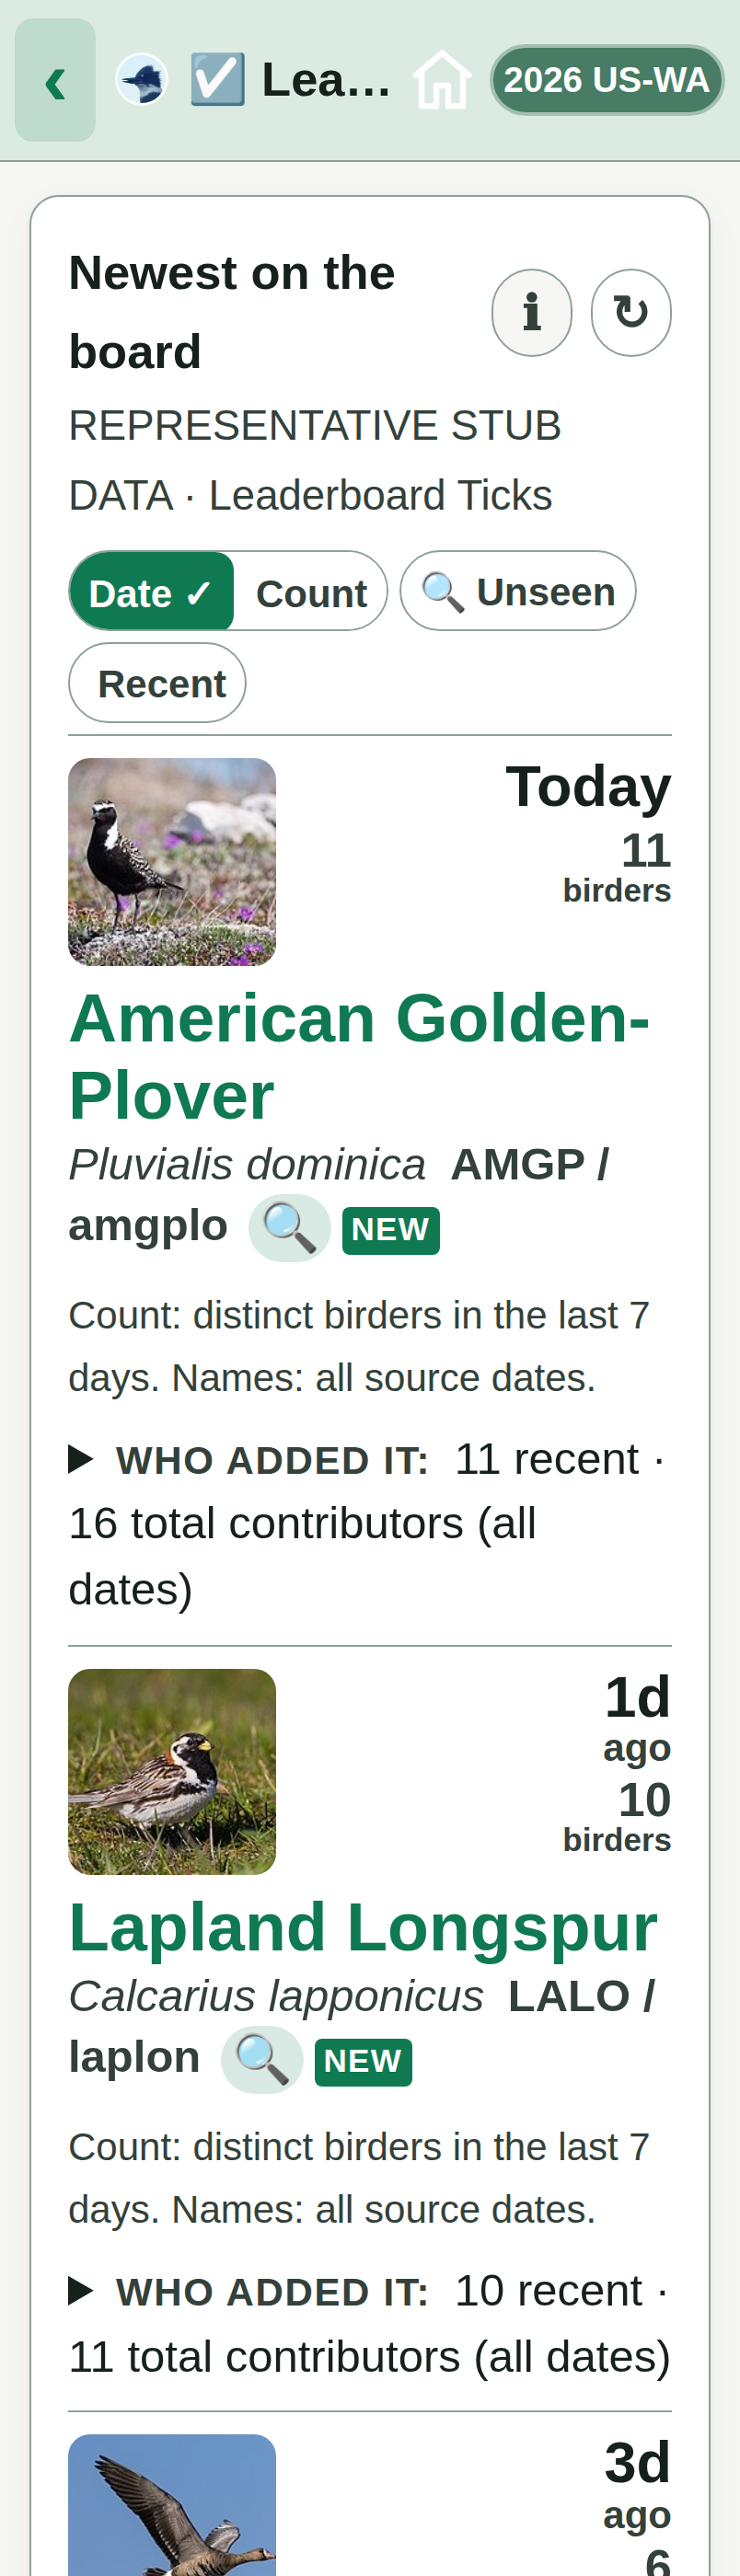 ‹ ☑ Lea… 2026 US-WA
Newest on the
board
ℹ ↻
REPRESENTATIVE STUB
DATA · Leaderboard Ticks
Date ✓ Count 🔍 Unseen
Recent
Today
11
birders
American Golden-
Plover
Pluvialis dominica AMGP /
amgplo 🔍 NEW
Count: distinct birders in the last 7
days. Names: all source dates.
▶ WHO ADDED IT: 11 recent ·
16 total contributors (all
dates)
1d
ago
10
birders
Lapland Longspur
Calcarius lapponicus LALO /
laplon 🔍 NEW
Count: distinct birders in the last 7
days. Names: all source dates.
▶ WHO ADDED IT: 10 recent ·
11 total contributors (all dates)
3d
ago
6